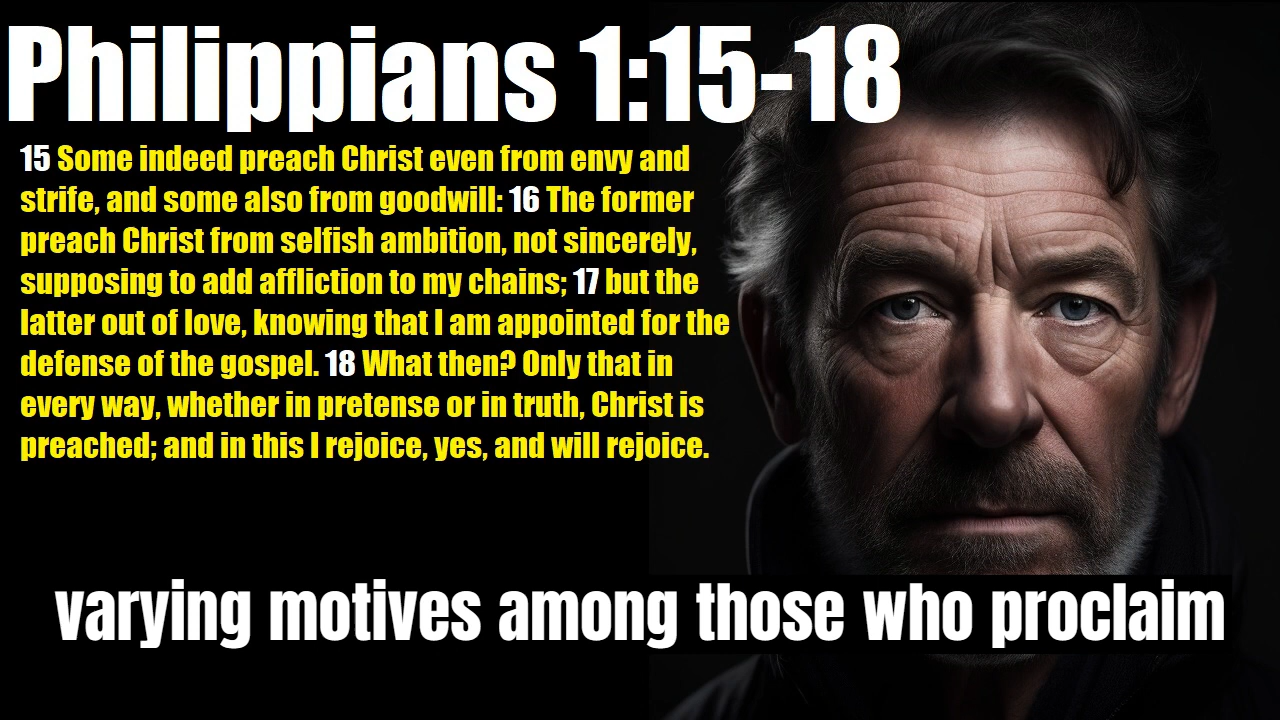 Philippians 1:15-18
15 Some indeed preach Christ even from envy and
strife, and some also from goodwill: 16 The former
preach Christ from selfish ambition, not sincerely,
supposing to add affliction to my chains; 17 but the
latter out of love, knowing that I am appointed for the
defense of the gospel. 18 What then? Only that in
every way, whether in pretense or in truth, Christ is
preached; and in this I rejoice, yes, and will rejoice.
varying motives among those who proclaim